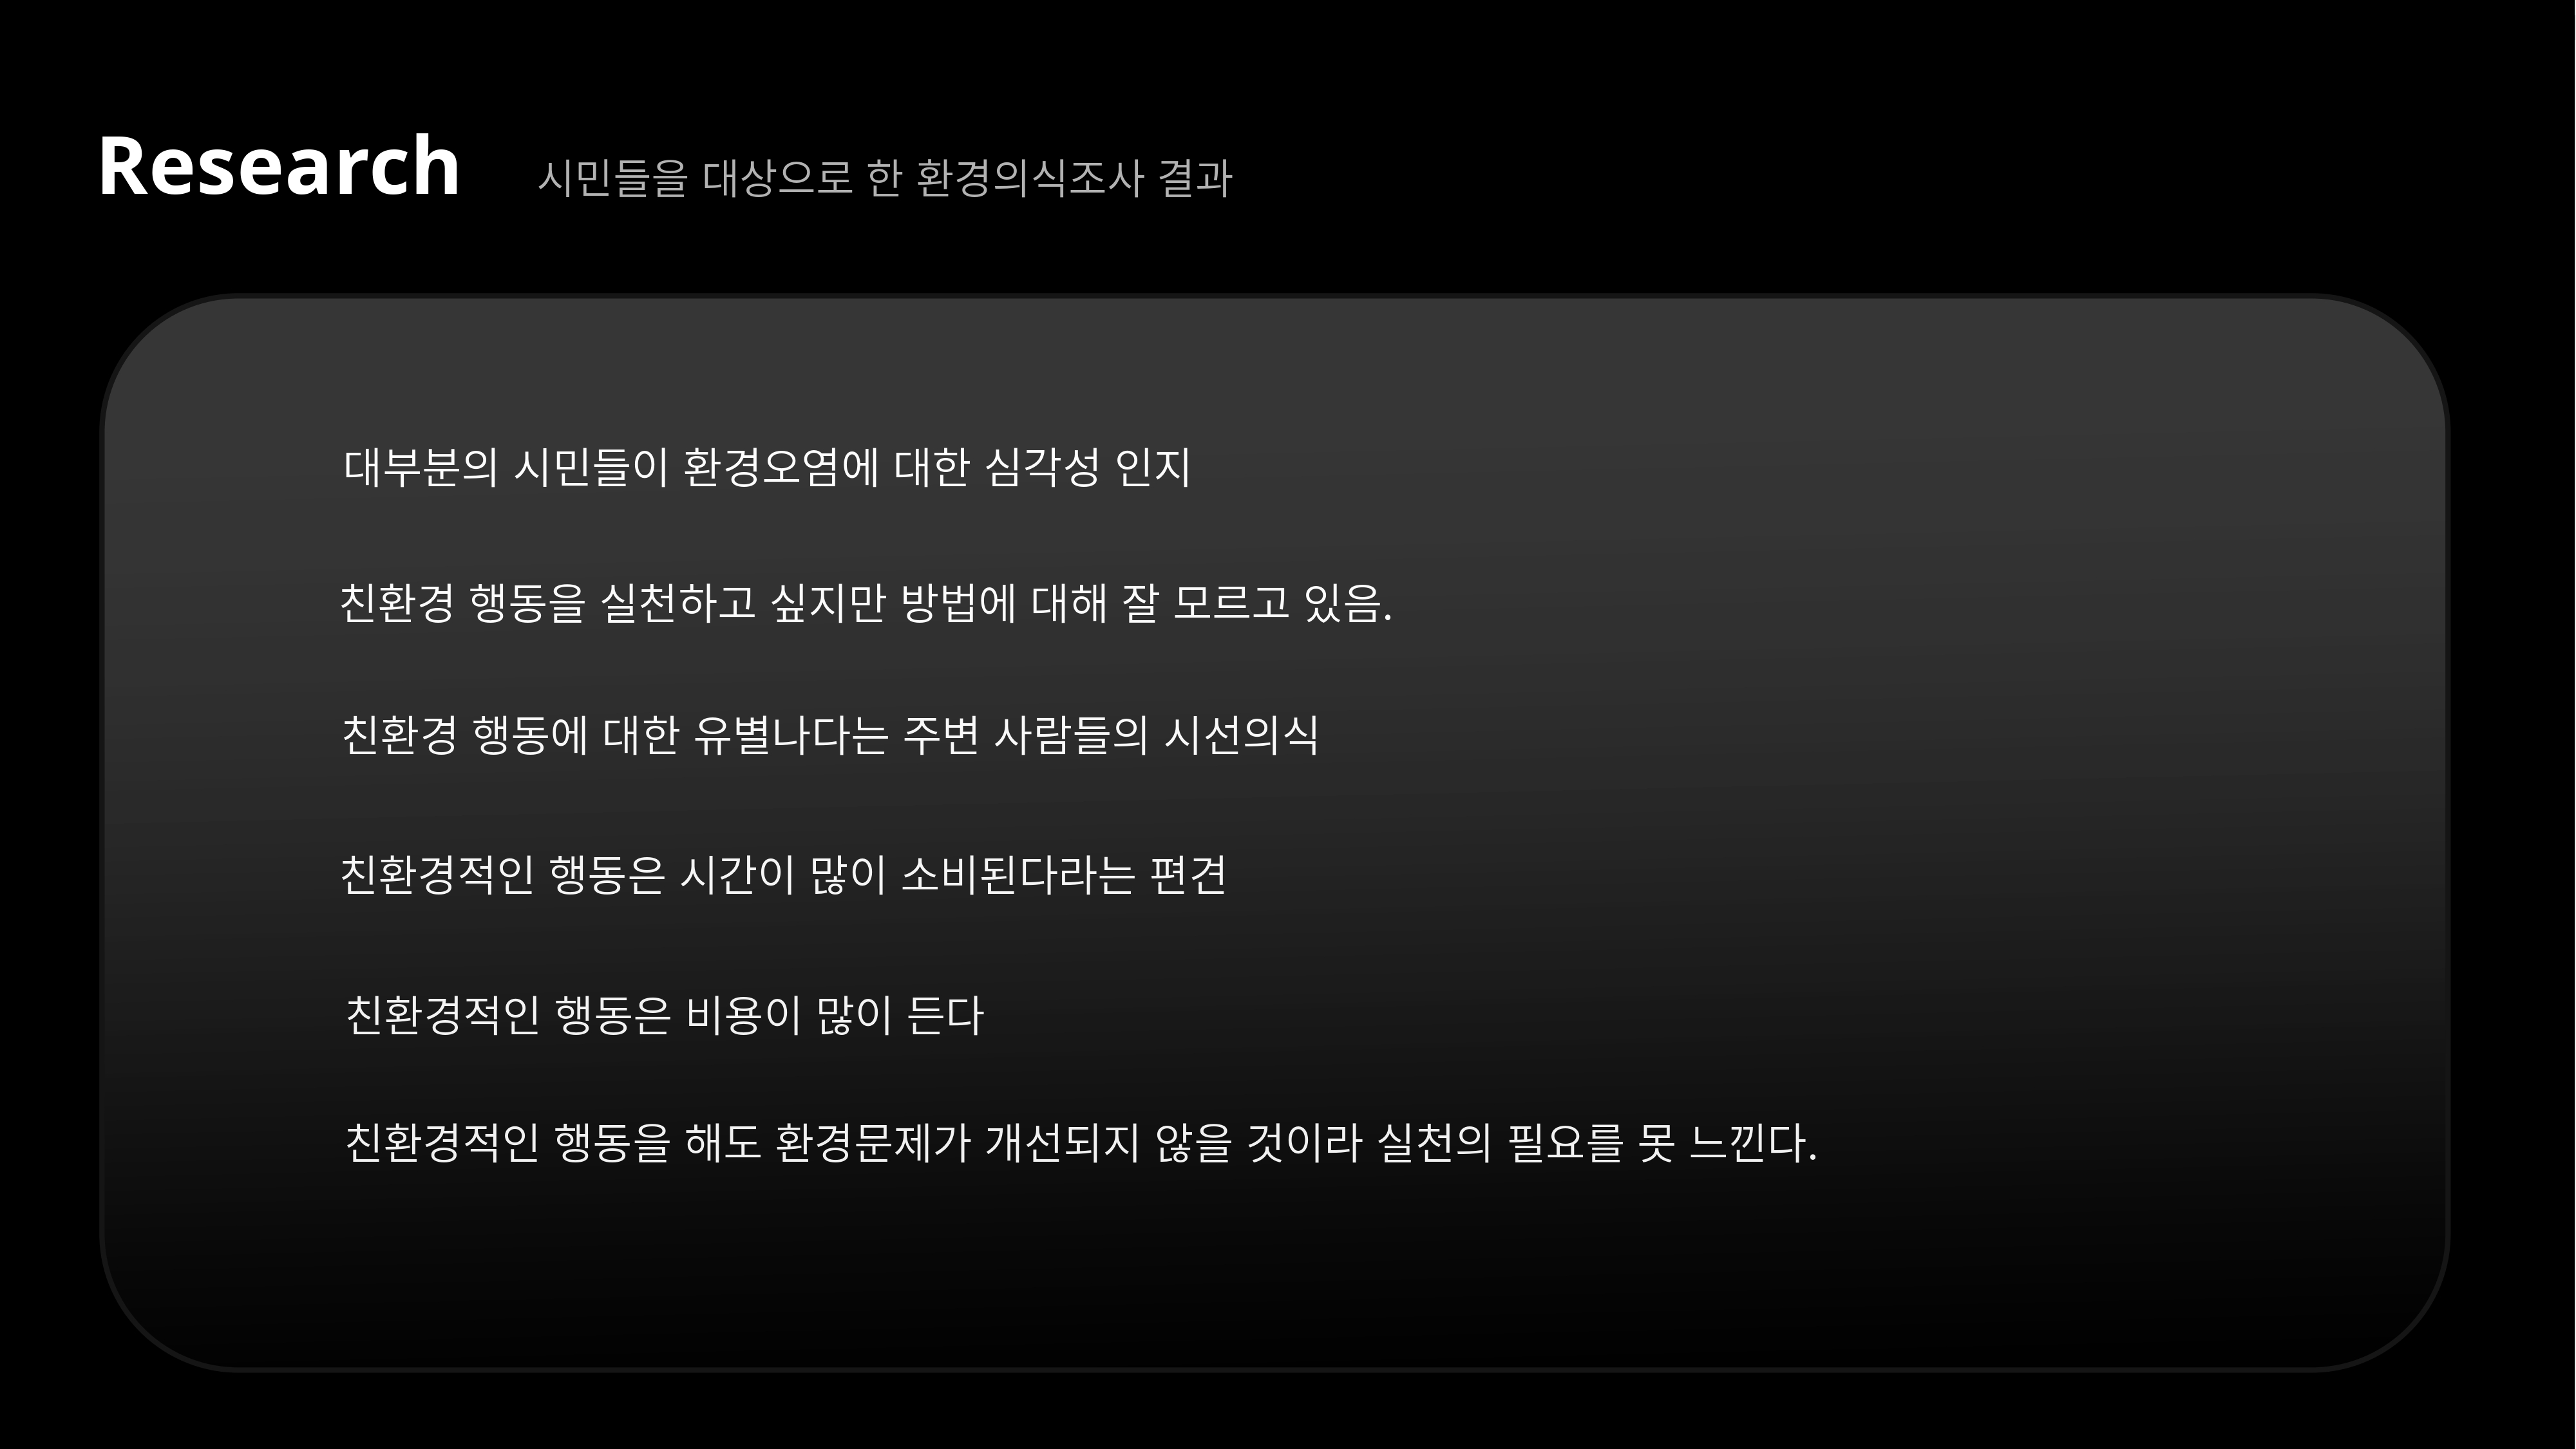 Research 시민들을 대상으로 한 환경의식조사 결과
대부분의 시민들이 환경오염에 대한 심각성 인지
친환경 행동을 실천하고 싶지만 방법에 대해 잘 모르고 있음.
친환경 행동에 대한 유별나다는 주변 사람들의 시선의식
친환경적인 행동은 시간이 많이 소비된다라는 편견
친환경적인 행동은 비용이 많이 든다
친환경적인 행동을 해도 환경문제가 개선되지 않을 것이라 실천의 필요를 못 느낀다.